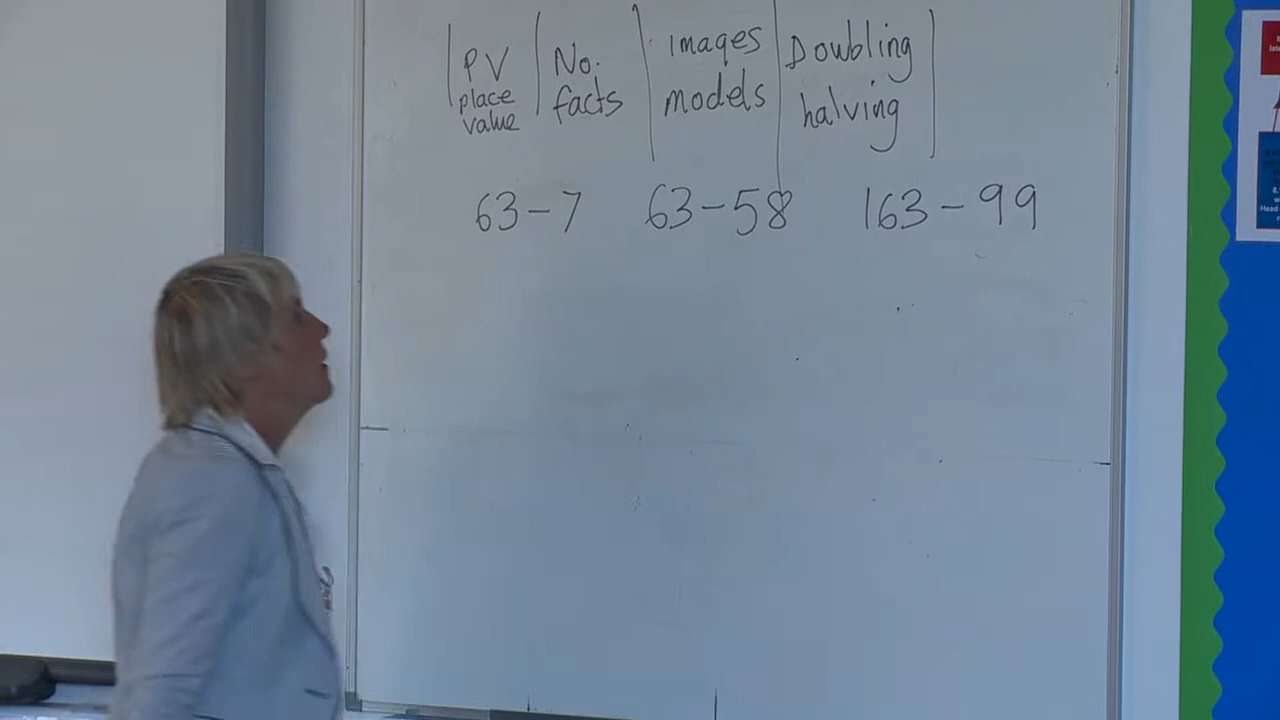 PV
place
value
No.
facts
Images
models
Doubling
halving
63-7 63-58 163-99